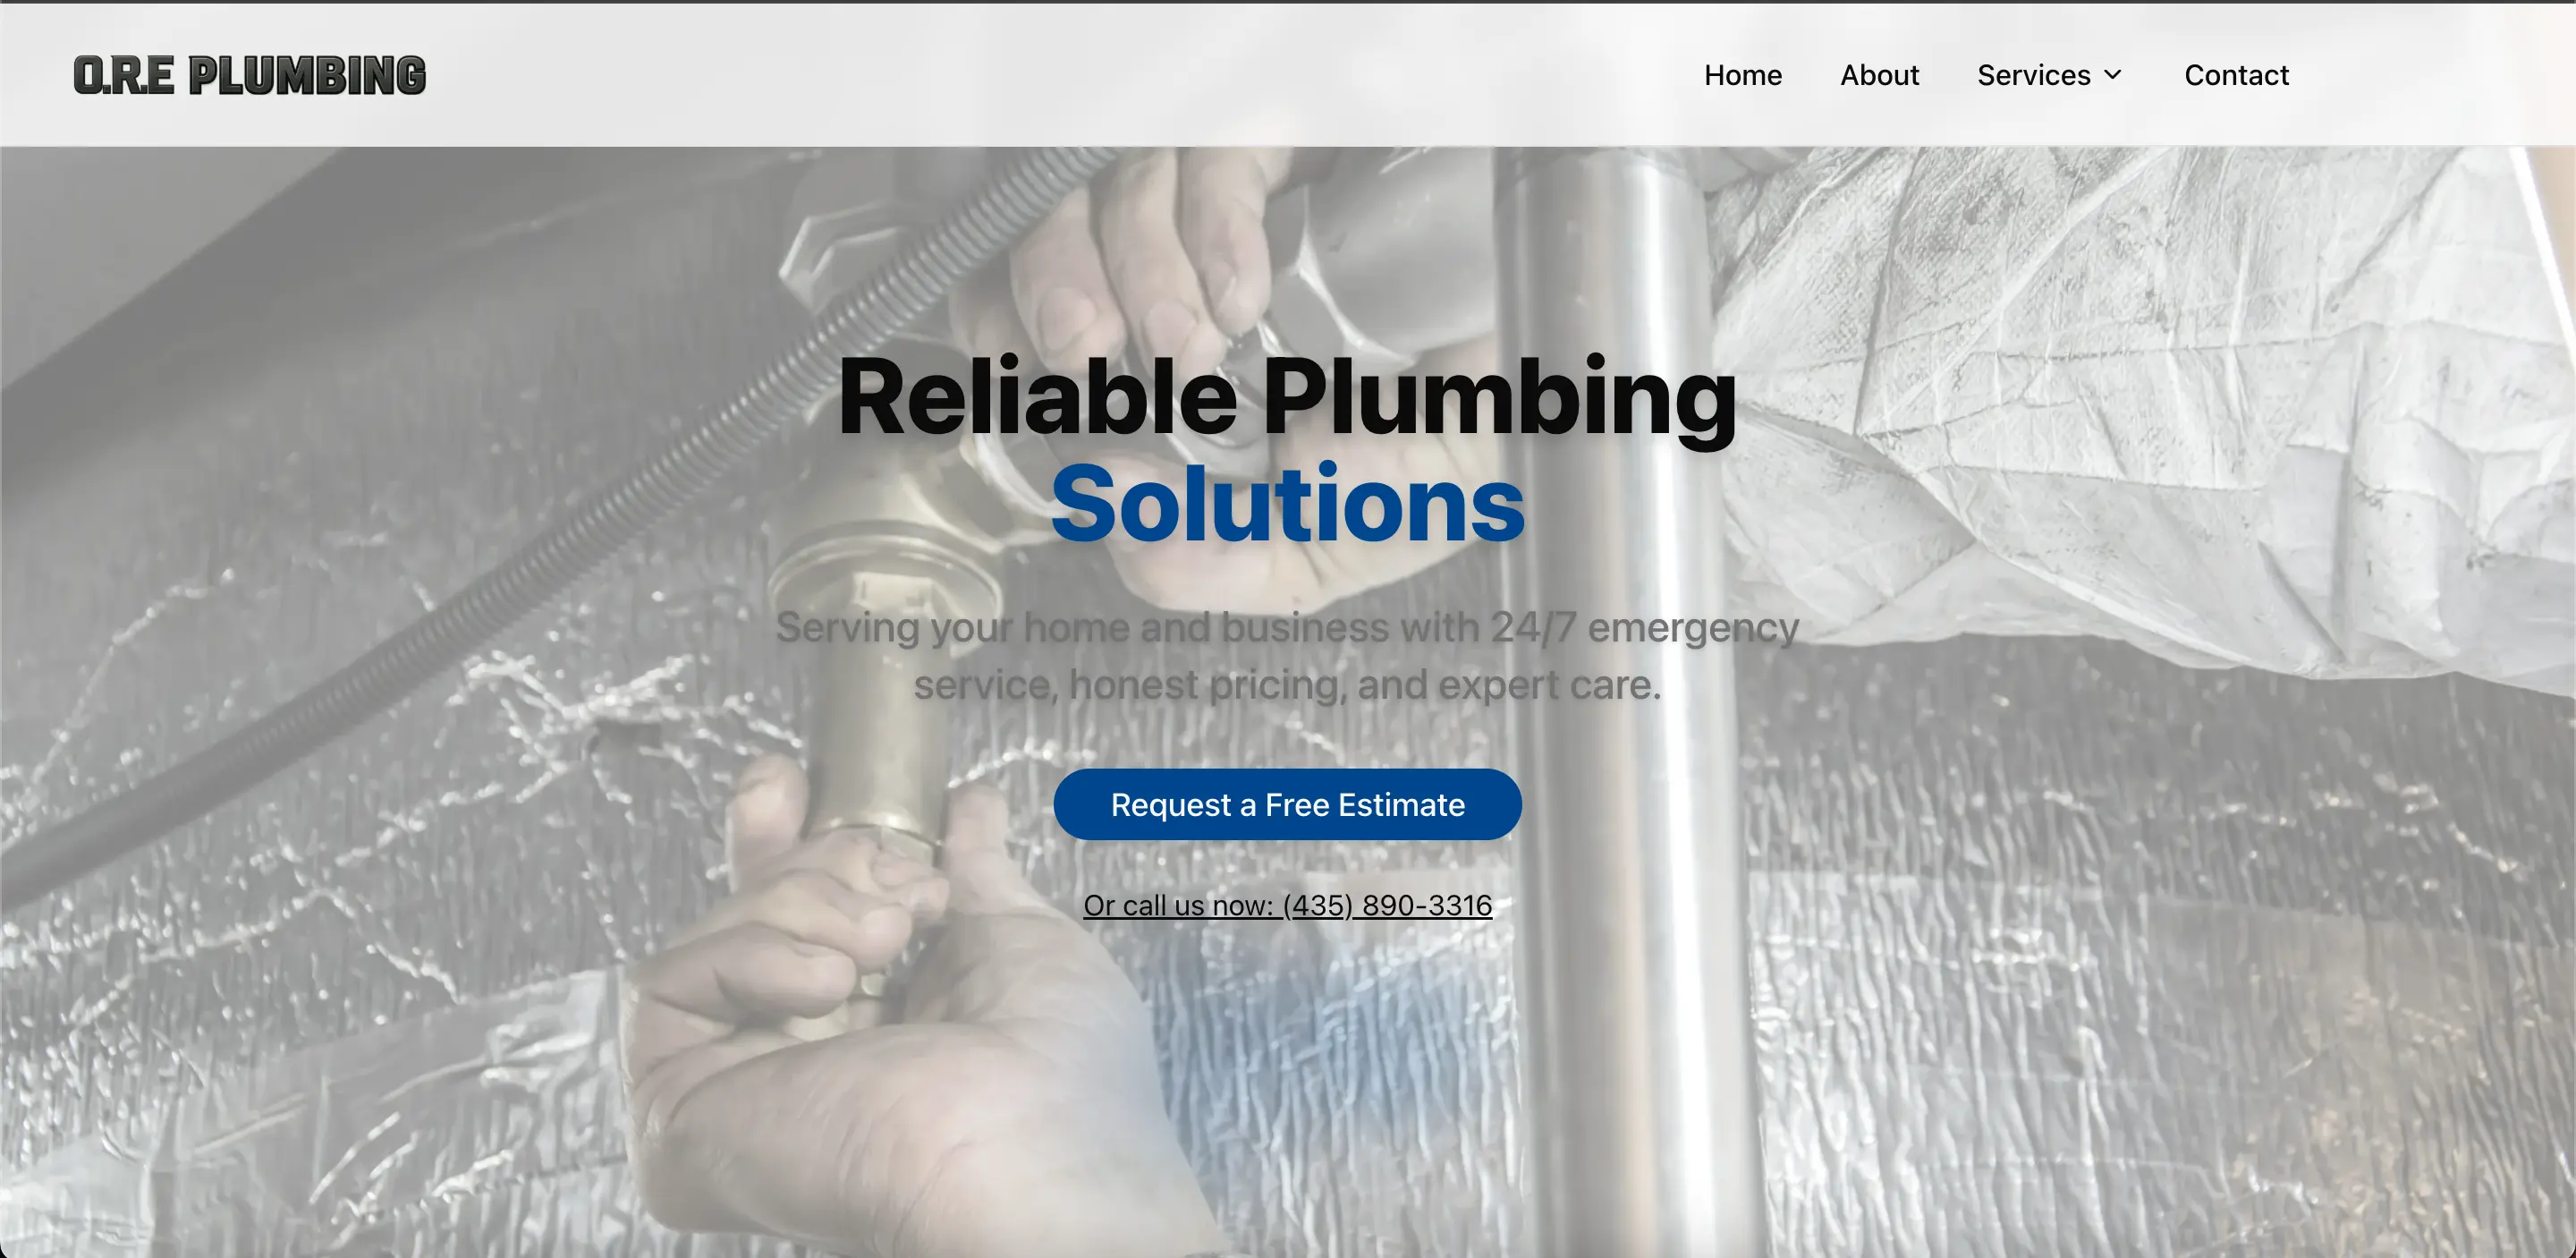 O.R.E PLUMBING
Home About Services Contact
Reliable Plumbing
Solutions
Serving your home and business with 24/7 emergency
service, honest pricing, and expert care.
Request a Free Estimate
Or call us now: (435) 890-3316